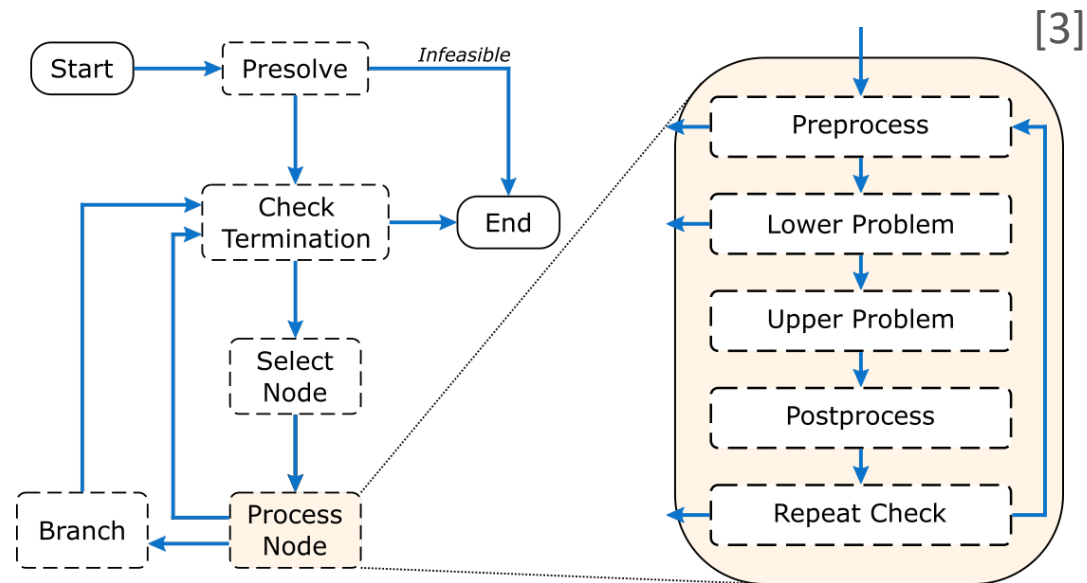 [3]
Start
Presolve
Infeasible
Check
Termination
End
Select
Node
Process
Node
Branch
Preprocess
Lower Problem
Upper Problem
Postprocess
Repeat Check